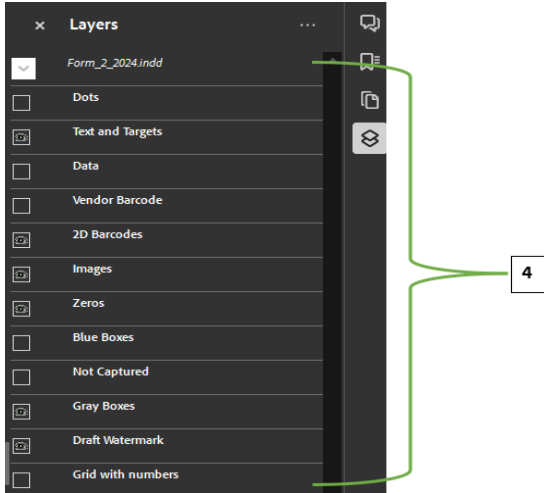 × Layers ...
Form_2_2024.indd
Dots
Text and Targets
Data
Vendor Barcode
2D Barcodes
Images
Zeros
Blue Boxes
Not Captured
Gray Boxes
Draft Watermark
Grid with numbers
4